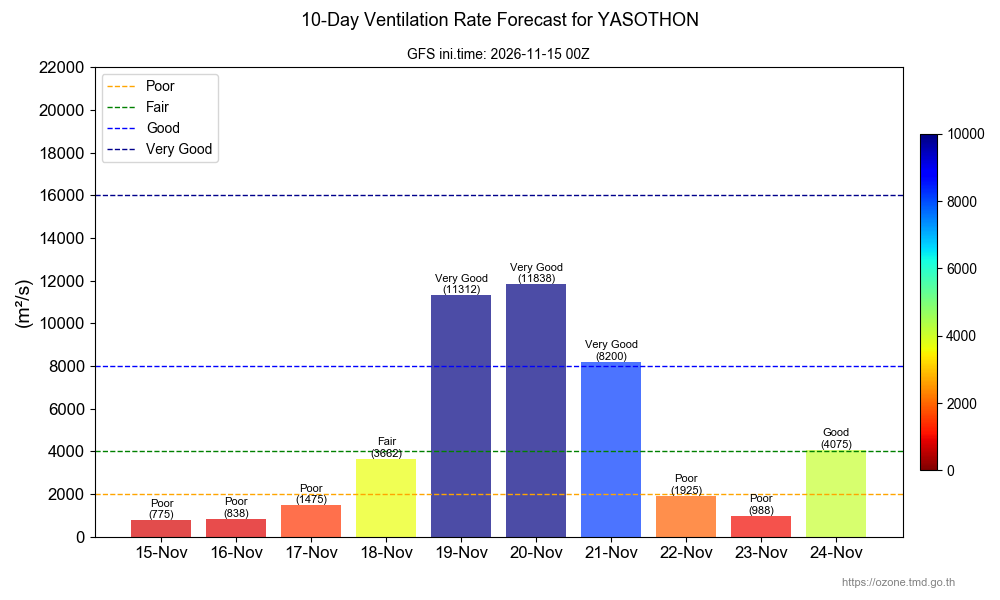 10-Day Ventilation Rate Forecast for YASOTHON
GFS ini.time: 2026-11-15 00Z
(m²/s)
22000
20000
18000
16000
14000
12000
10000
8000
6000
4000
2000
0
Poor
Fair
Good
Very Good
Poor
(775)
Poor
(838)
Poor
(1475)
Fair
(3662)
Very Good
(11312)
Very Good
(11838)
Very Good
(8200)
Poor
(1925)
Poor
(988)
Good
(4075)
15-Nov 16-Nov 17-Nov 18-Nov 19-Nov 20-Nov 21-Nov 22-Nov 23-Nov 24-Nov
10000
8000
6000
4000
2000
0
https://ozone.tmd.go.th